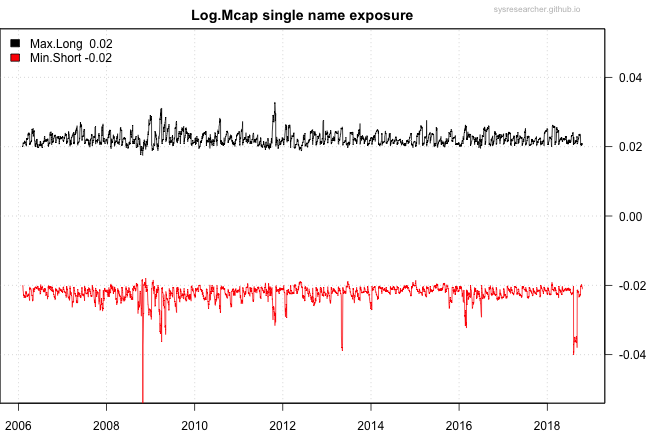 Log.Mcap single name exposure
sysresearcher.github.io
Max.Long 0.02
Min.Short -0.02
0.04
0.02
0.00
-0.02
-0.04
2006 2008 2010 2012 2014 2016 2018